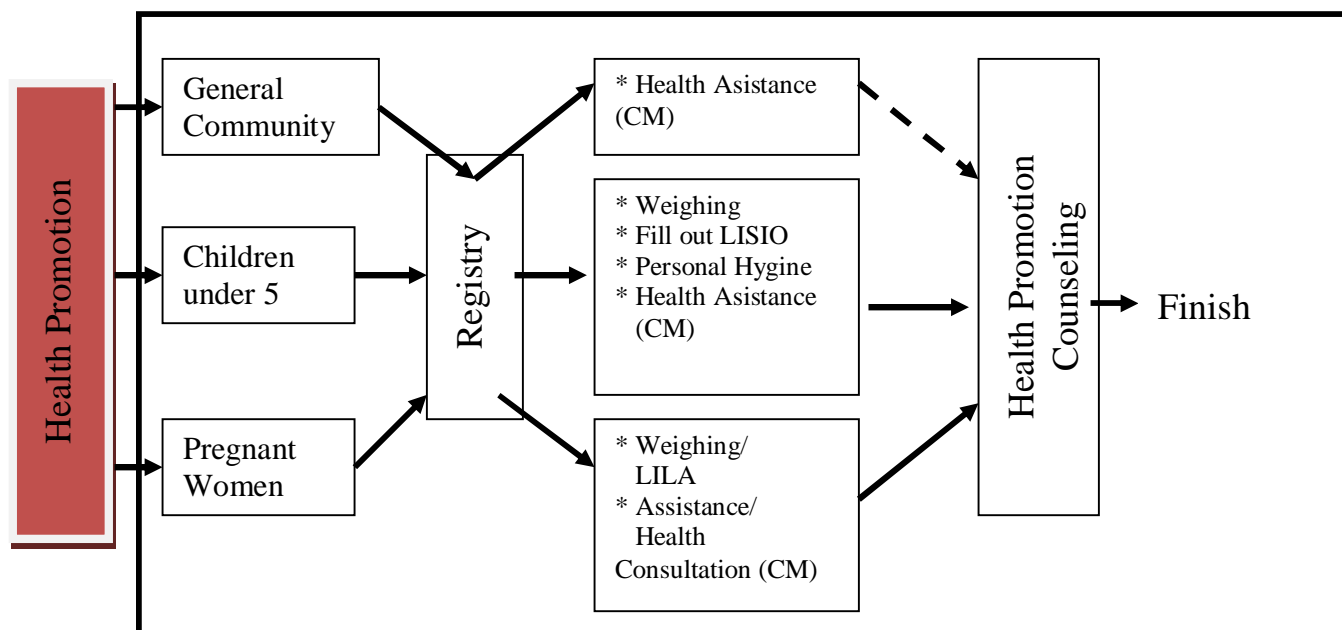 Health Promotion
General
Community
Children
under 5
Pregnant
Women
Registry
* Health Asistance
(CM)
* Weighing
* Fill out LISIO
* Personal Hygine
* Health Asistance
(CM)
* Weighing/
LILA
* Assistance/
Health
Consultation (CM)
Health Promotion
Counseling
Finish